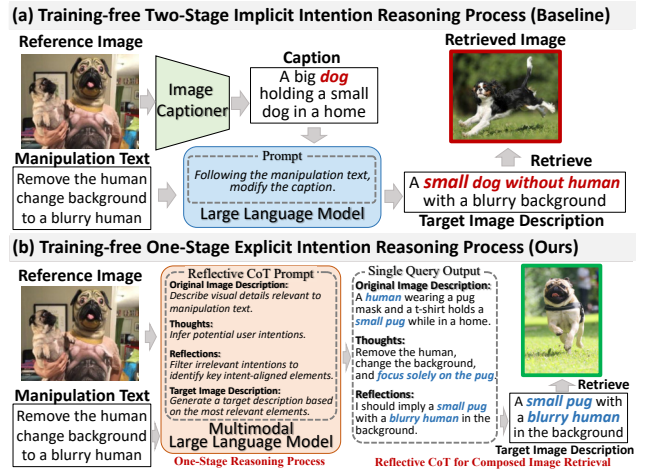 (a) Training-free Two-Stage Implicit Intention Reasoning Process (Baseline)
Reference Image
Image
Captioner
Caption
A big dog
holding a small
dog in a home
Retrieved Image
Manipulation Text
Remove the human
change background
to a blurry human
Prompt
Following the manipulation text,
modify the caption.
Large Language Model
Retrieve
A small dog without human
with a blurry background
Target Image Description
(b) Training-free One-Stage Explicit Intention Reasoning Process (Ours)
Reference Image
Manipulation Text
Remove the human
change background
to a blurry human
Reflective CoT Prompt
Original Image Description:
Describe visual details relevant to
manipulation text.
Thoughts:
Infer potential user intentions.
Reflections:
Filter irrelevant intentions to
identify key intent-aligned elements.
Target Image Description:
Generate a target description based
on the most relevant elements.
Multimodal
Large Language Model
One-Stage Reasoning Process
Single Query Output
Original Image Description:
A human wearing a pug
mask and a t-shirt holds a
small pug while in a home.
Thoughts:
Remove the human,
change the background,
and focus solely on the pug.
Reflections:
I should imply a small pug
with a blurry human in the
background.
Retrieve
A small pug with
a blurry human
in the background
Target Image Description
Reflective CoT for Composed Image Retrieval